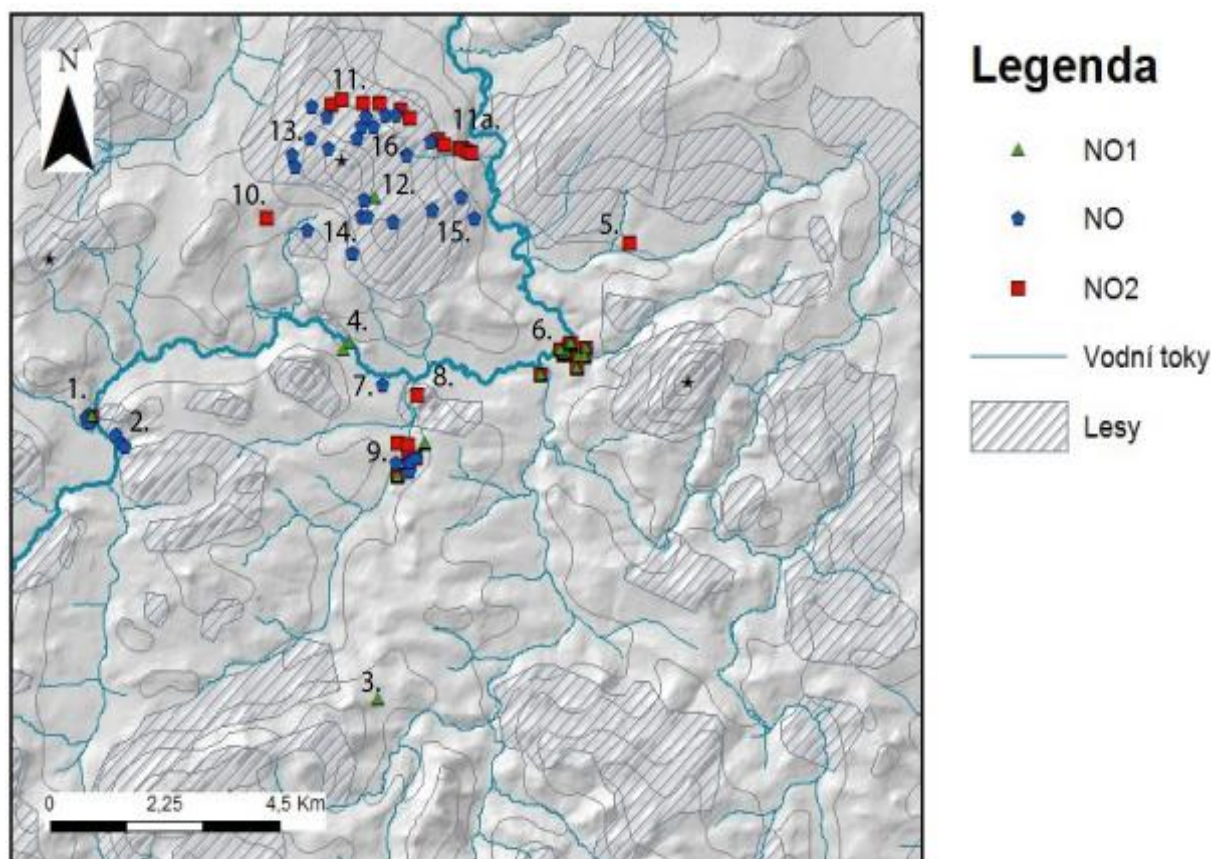 N
11.
11a.
13.
16.
12.
10.
14.
15.
5.
4.
6.
7.
8.
1.
2.
9.
3.
0 2,25 4,5 Km
Legenda
NO1
NO
NO2
Vodní toky
Lesy